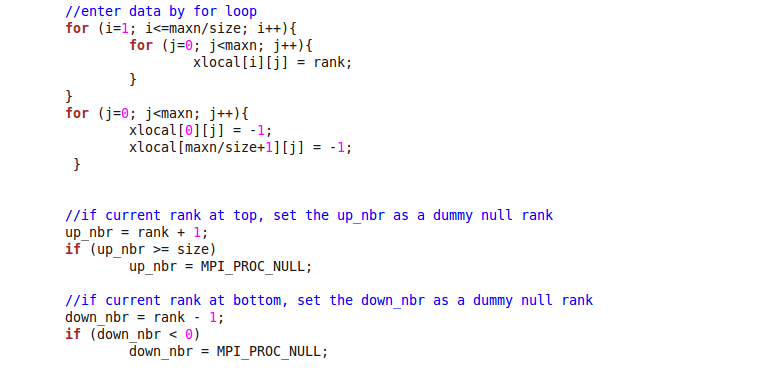 //enter data by for loop
for (i=1; i<=maxn/size; i++){
        for (j=0; j<maxn; j++){
                xlocal[i][j] = rank;
        }
}
for (j=0; j<maxn; j++){
        xlocal[0][j] = -1;
        xlocal[maxn/size+1][j] = -1;
 }
//if current rank at top, set the up_nbr as a dummy null rank
up_nbr = rank + 1;
if (up_nbr >= size)
        up_nbr = MPI_PROC_NULL;
//if current rank at bottom, set the down_nbr as a dummy null rank
down_nbr = rank - 1;
if (down_nbr < 0)
        down_nbr = MPI_PROC_NULL;